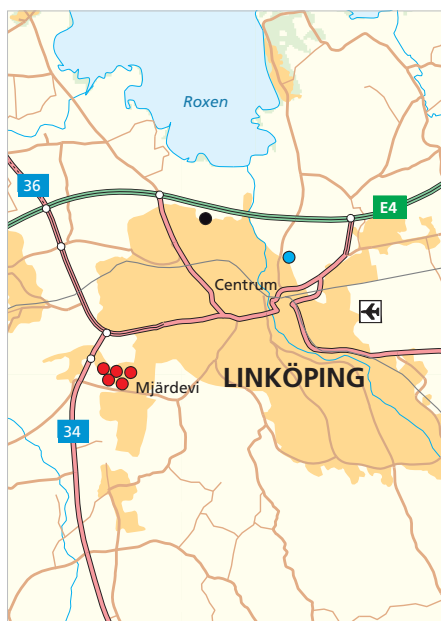 Roxen
36
E4
Centrum
LINKÖPING
Mjärdevi
34